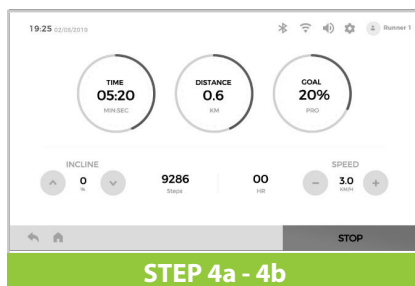 19:25 02/05/2019
Runner 1
TIME
05:20
MIN:SEC
DISTANCE
0.6
KM
GOAL
20%
PRO
INCLINE
0
%
9286
Steps
00
HR
SPEED
3.0
KM/H
STOP
STEP 4a - 4b